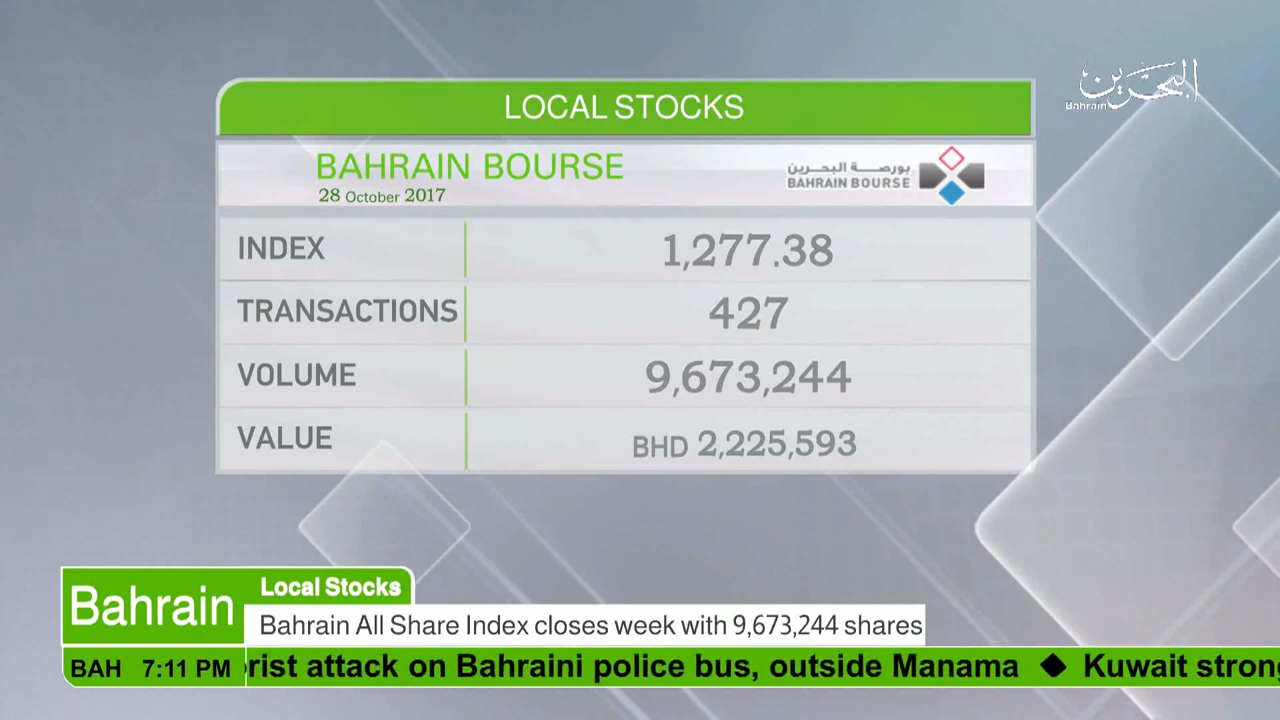 البحرين
Bahrain
LOCAL STOCKS
BAHRAIN BOURSE
28 October 2017
بورصة البحرين
BAHRAIN BOURSE
INDEX 1,277.38
TRANSACTIONS 427
VOLUME 9,673,244
VALUE BHD 2,225,593
Bahrain
Local Stocks
Bahrain All Share Index closes week with 9,673,244 shares
BAH 7:11 PM rist attack on Bahraini police bus, outside Manama ◆ Kuwait strong